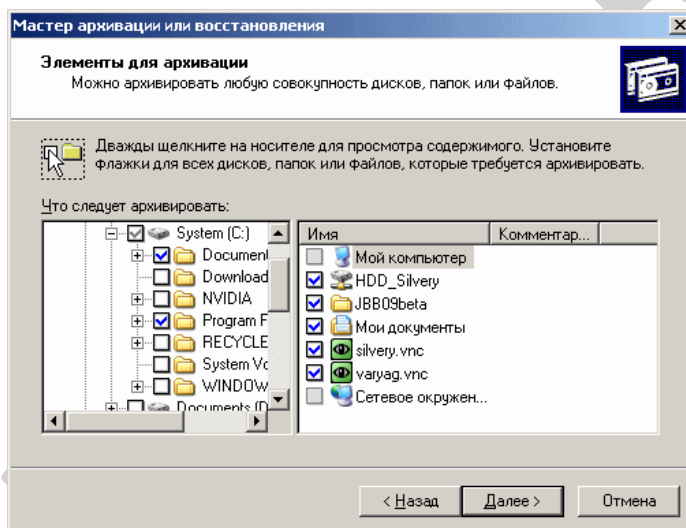 Мастер архивации или восстановления
Элементы для архивации
Можно архивировать любую совокупность дисков, папок или файлов.
Дважды щелкните на носителе для просмотра содержимого. Установите
флажки для всех дисков, папок или файлов, которые требуется архивировать.
Что следует архивировать:
System (C:)
Document
Download
NVIDIA
Program F
RECYCLE
System Vo
WINDOW
Documents (D
Имя
Комментар...
Мой компьютер
HDD_Silvery
JBB09beta
Мои документы
silvery.vnc
varyag.vnc
Сетевое окружен...
< Назад
Далее >
Отмена